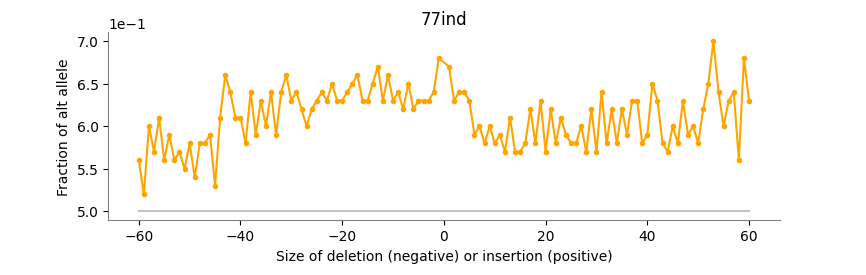 77ind
1e−1
7.0
6.5
6.0
5.5
5.0
Fraction of alt allele
−60 −40 −20 0 20 40 60
Size of deletion (negative) or insertion (positive)